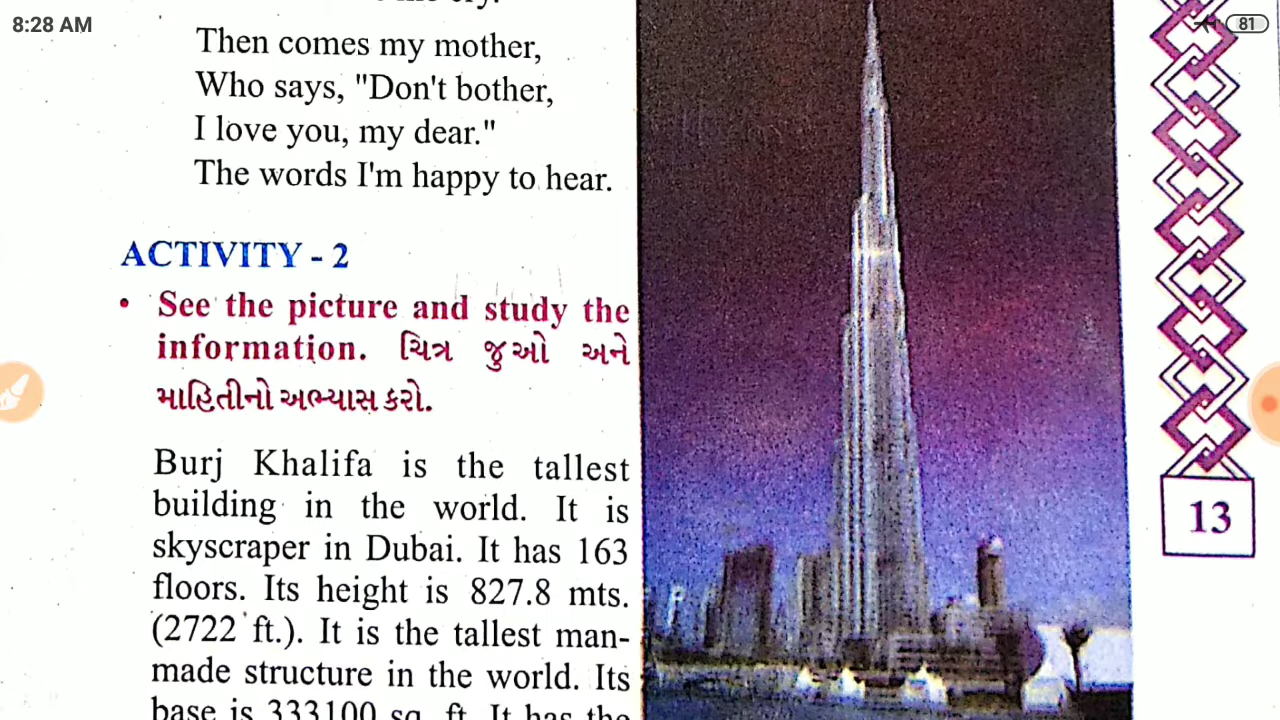 8:28 AM
81
Then comes my mother,
Who says, "Don't bother,
I love you, my dear."
The words I'm happy to hear.
ACTIVITY - 2
• See the picture and study the
information. ચિત્ર જુઓ અને
માહિતીનો અભ્યાસ કરો.
Burj Khalifa is the tallest
building in the world. It is
skyscraper in Dubai. It has 163
floors. Its height is 827.8 mts.
(2722 ft.). It is the tallest man-
made structure in the world. Its
base is 333100 sq. ft. It has the
13